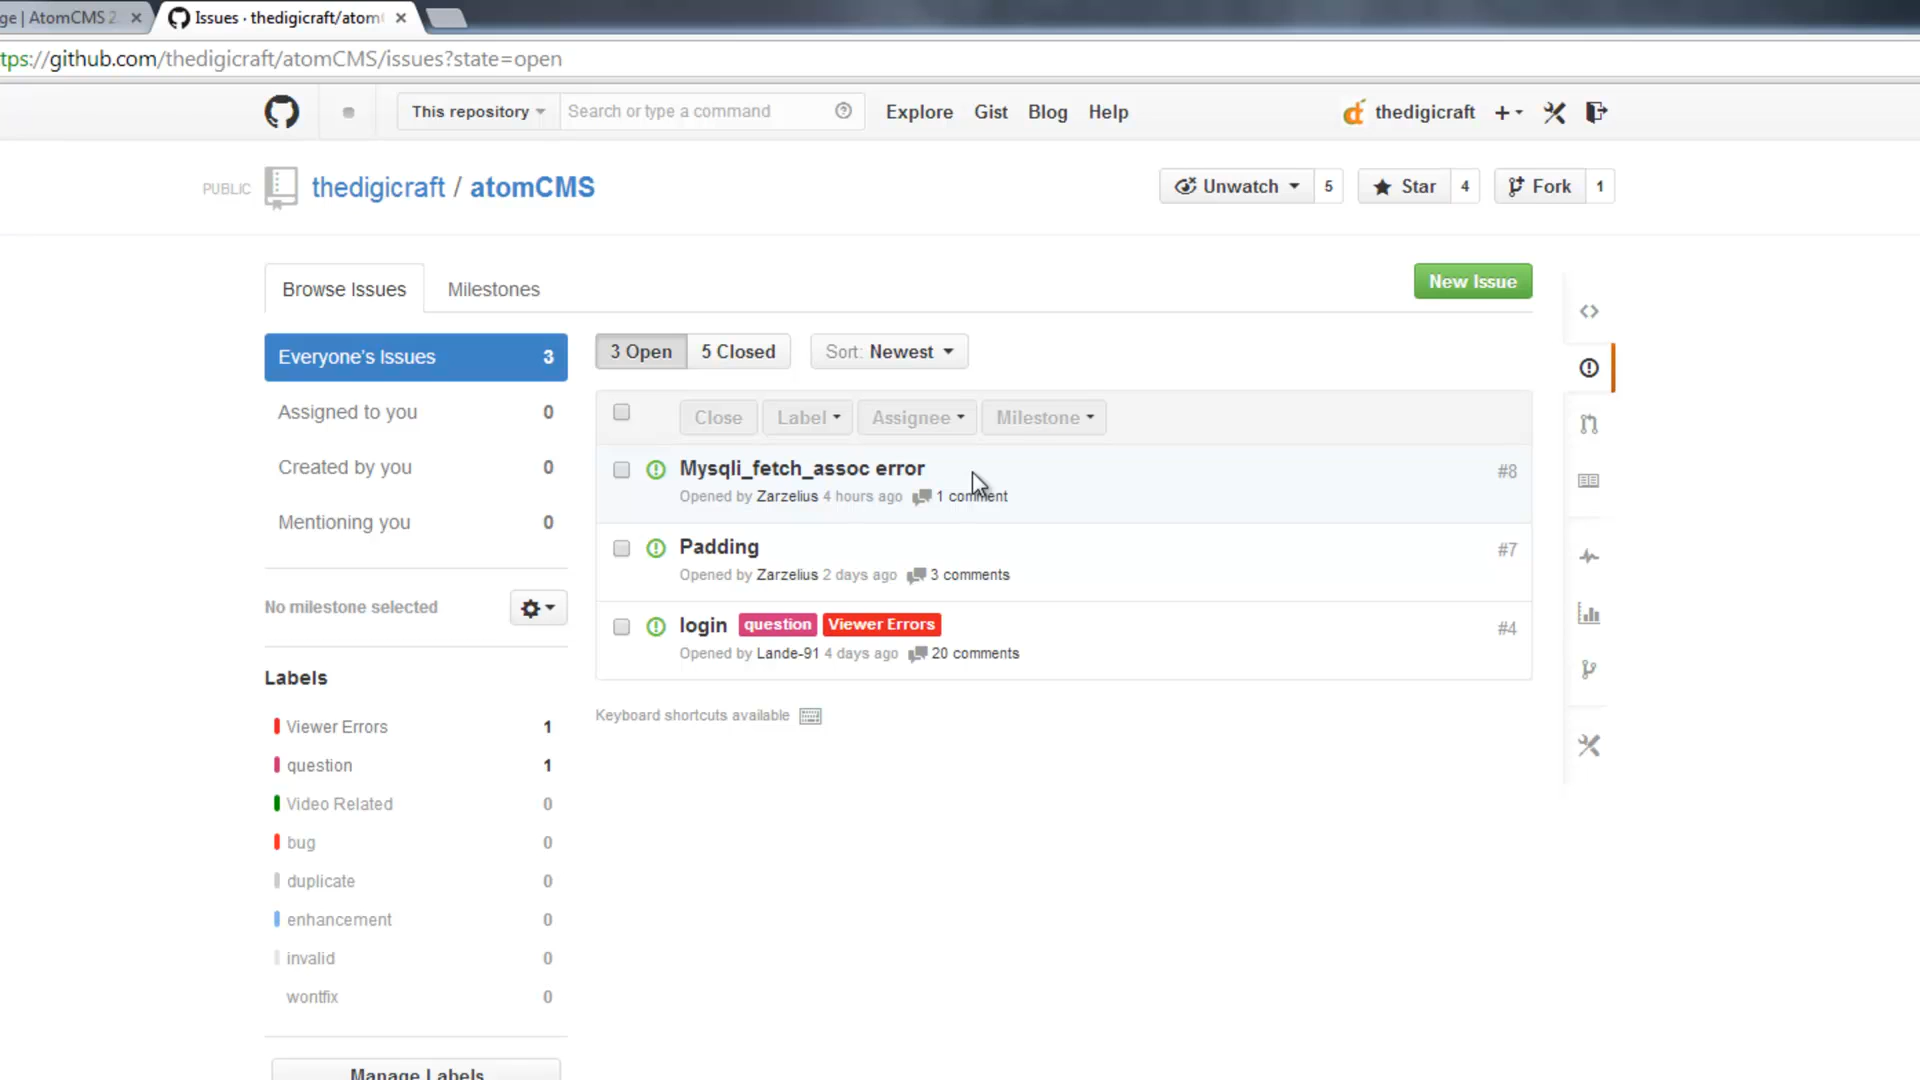 ge | AtomCMS 2
Issues · thedigicraft/atom
tps://github.com/thedigicraft/atomCMS/issues?state=open
This repository Search or type a command Explore Gist Blog Help thedigicraft
PUBLIC thedigicraft / atomCMS Unwatch 5 Star 4 Fork 1
Browse Issues Milestones New Issue
Everyone's Issues 3
Assigned to you 0
Created by you 0
Mentioning you 0
No milestone selected
Labels
Viewer Errors 1
question 1
Video Related 0
bug 0
duplicate 0
enhancement 0
invalid 0
wontfix 0
Manage Labels
3 Open 5 Closed Sort: Newest
Close Label Assignee Milestone
Mysqli_fetch_assoc error #8
Opened by Zarzelius 4 hours ago 1 comment
Padding #7
Opened by Zarzelius 2 days ago 3 comments
login question Viewer Errors #4
Opened by Lande-91 4 days ago 20 comments
Keyboard shortcuts available